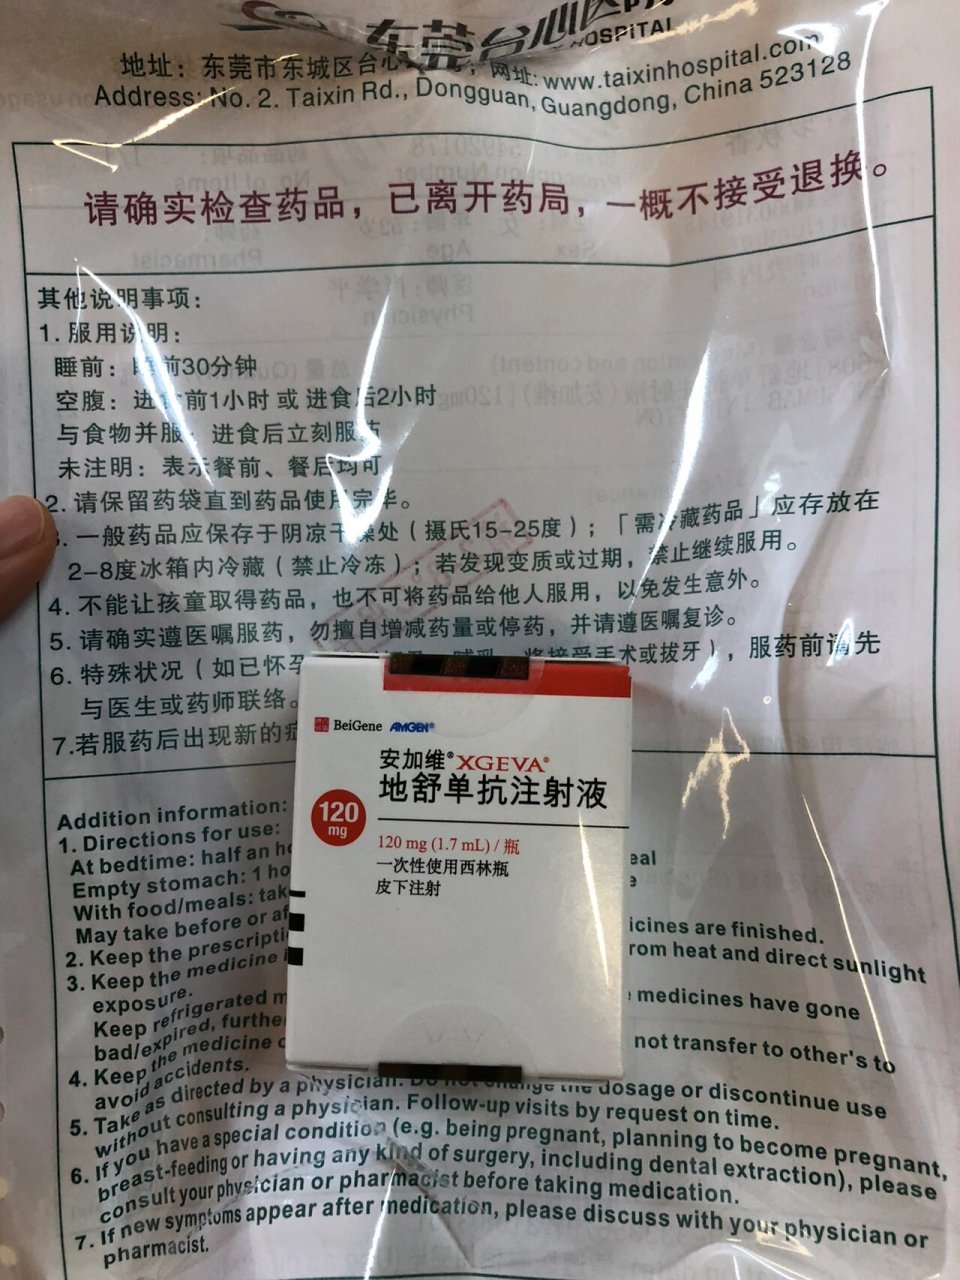 东莞台心医院
HOSPITAL
地址：东莞市东城区台心 网址: www.taixinhospital.com
Address: No. 2. Taixin Rd., Dongguan, Guangdong, China 523128
请确实检查药品，已离开药局，一概不接受退换。
其他说明事项：
1. 服用说明：
睡前：睡前30分钟
空腹：进食前1小时 或 进食后2小时
与食物并服：进食后立刻服药
未注明：表示餐前、餐后均可
2. 请保留药袋直到药品使用完毕。
3. 一般药品应保存于阴凉干燥处（摄氏15-25度）；「需冷藏药品」应存放在
2-8度冰箱内冷藏（禁止冷冻）；若发现变质或过期，禁止继续服用。
4. 不能让孩童取得药品，也不可将药品给他人服用，以免发生意外。
5. 请确实遵医嘱服药，勿擅自增减药量或停药，并请遵医嘱复诊。
6. 特殊状况（如已怀孕 哺乳、将接受手术或拔牙），服药前请先
与医生或药师联络。
7.若服药后出现新的症
BeiGene AMGEN®
安加维® XGEVA®
地舒单抗注射液
120 mg
120 mg (1.7 mL) / 瓶
一次性使用西林瓶
皮下注射
Addition information:
1. Directions for use:
At bedtime: half an ho
Empty stomach: 1 ho eal
With food/meals: tak e
May take before or af
2. Keep the prescripti icines are finished.
3. Keep the medicine i rom heat and direct sunlight
exposure.
Keep refrigerated m medicines have gone
bad/expired, furthe
4. Keep the medicine o not transfer to other's to
avoid accidents.
5. Take as directed by a physician. Do not change the dosage or discontinue use
without consulting a physician. Follow-up visits by request on time.
6. If you have a special condition (e.g. being pregnant, planning to become pregnant,
breast-feeding or having any kind of surgery, including dental extraction), please
consult your physician or pharmacist before taking medication.
7. If new symptoms appear after medication, please discuss with your physician or
pharmacist.